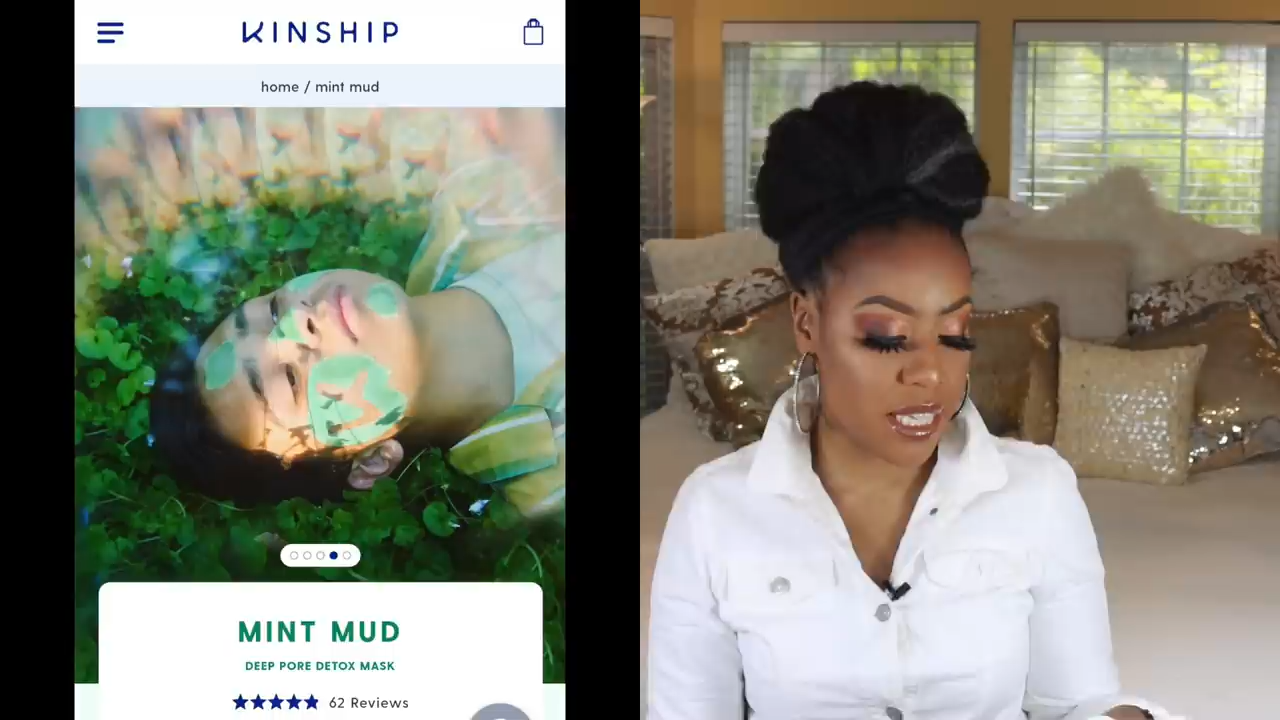 KINSHIP
home / mint mud
MINT MUD
DEEP PORE DETOX MASK
62 Reviews